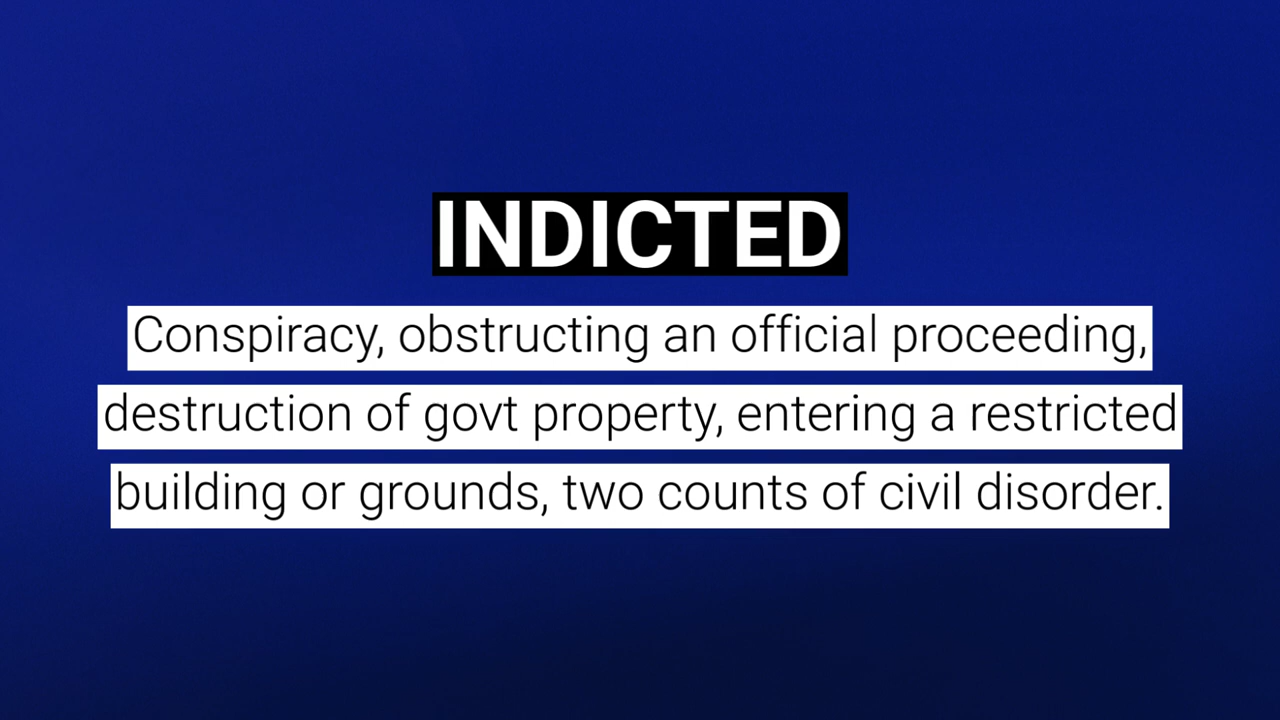 INDICTED
Conspiracy, obstructing an official proceeding,
destruction of govt property, entering a restricted
building or grounds, two counts of civil disorder.